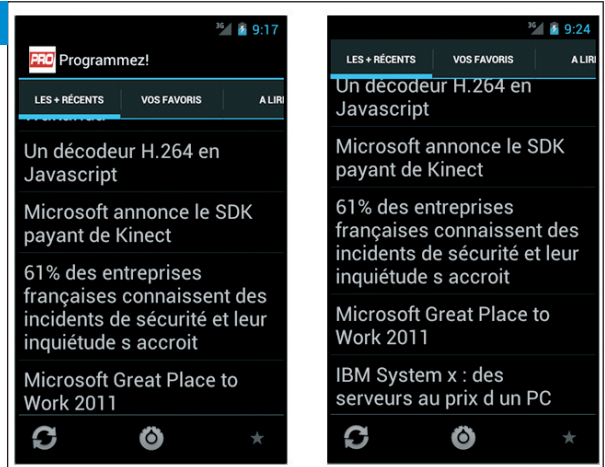 3G 9:17
PRO Programmez!
LES + RÉCENTS VOS FAVORIS A LIR
Un décodeur H.264 en
Javascript
Microsoft annonce le SDK
payant de Kinect
61% des entreprises
françaises connaissent des
incidents de sécurité et leur
inquiétude s accroit
Microsoft Great Place to
Work 2011
3G 9:24
LES + RÉCENTS VOS FAVORIS A LIR
Un décodeur H.264 en
Javascript
Microsoft annonce le SDK
payant de Kinect
61% des entreprises
françaises connaissent des
incidents de sécurité et leur
inquiétude s accroit
Microsoft Great Place to
Work 2011
IBM System x : des
serveurs au prix d un PC